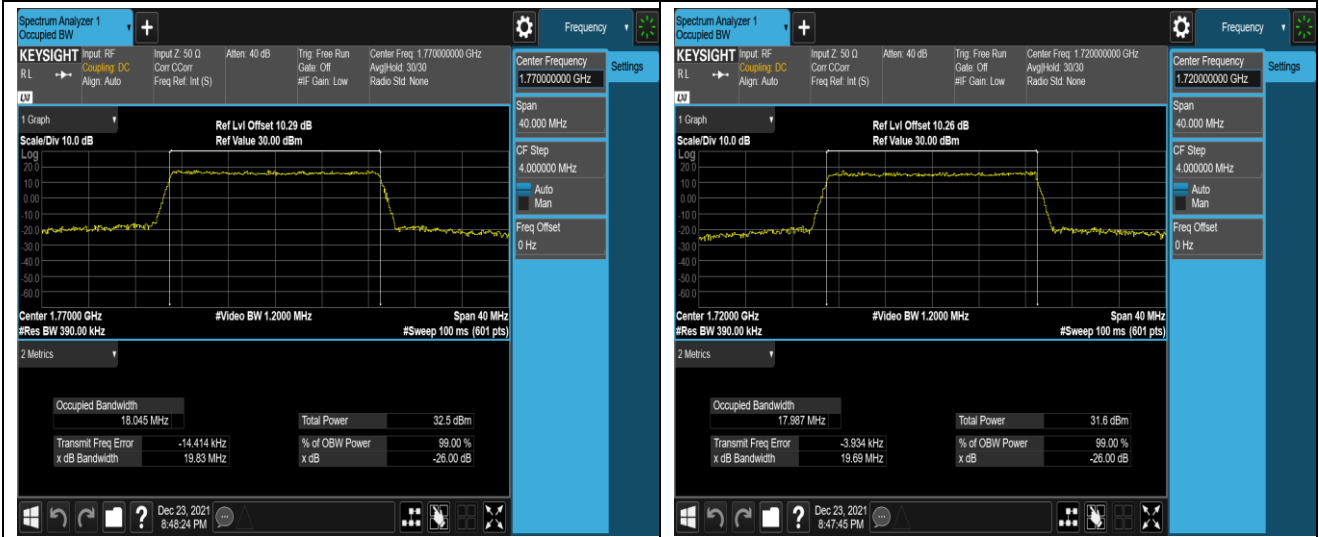 Spectrum Analyzer 1
Occupied BW
+
Frequency
KEYSIGHT Input: RF Input Z: 50 Ω Atten: 40 dB Trig: Free Run Center Freq: 1.770000000 GHz
Coupling: DC Corr CCorr Gate: Off Avg|Hold: 30/30
RL Align: Auto Freq Ref: Int (S) #IF Gain: Low Radio Std: None
LXI
Center Frequency
1.770000000 GHz
Settings
Span
40.000 MHz
CF Step
4.000000 MHz
Auto
Man
Freq Offset
0 Hz
1 Graph
Ref Lvl Offset 10.29 dB
Scale/Div 10.0 dB Ref Value 30.00 dBm
Log
20.0
10.0
0.00
-10.0
-20.0
-30.0
-40.0
-50.0
-60.0
Center 1.77000 GHz #Video BW 1.2000 MHz Span 40 MHz
#Res BW 390.00 kHz #Sweep 100 ms (601 pts)
2 Metrics
Occupied Bandwidth
18.045 MHz Total Power 32.5 dBm
Transmit Freq Error -14.414 kHz % of OBW Power 99.00 %
x dB Bandwidth 19.83 MHz x dB -26.00 dB
? Dec 23, 2021
8:48:24 PM
Spectrum Analyzer 1
Occupied BW
+
Frequency
KEYSIGHT Input: RF Input Z: 50 Ω Atten: 40 dB Trig: Free Run Center Freq: 1.720000000 GHz
Coupling: DC Corr CCorr Gate: Off Avg|Hold: 30/30
RL Align: Auto Freq Ref: Int (S) #IF Gain: Low Radio Std: None
LXI
Center Frequency
1.720000000 GHz
Settings
Span
40.000 MHz
CF Step
4.000000 MHz
Auto
Man
Freq Offset
0 Hz
1 Graph
Ref Lvl Offset 10.26 dB
Scale/Div 10.0 dB Ref Value 30.00 dBm
Log
20.0
10.0
0.00
-10.0
-20.0
-30.0
-40.0
-50.0
-60.0
Center 1.72000 GHz #Video BW 1.2000 MHz Span 40 MHz
#Res BW 390.00 kHz #Sweep 100 ms (601 pts)
2 Metrics
Occupied Bandwidth
17.987 MHz Total Power 31.6 dBm
Transmit Freq Error -3.934 kHz % of OBW Power 99.00 %
x dB Bandwidth 19.69 MHz x dB -26.00 dB
? Dec 23, 2021
8:47:45 PM